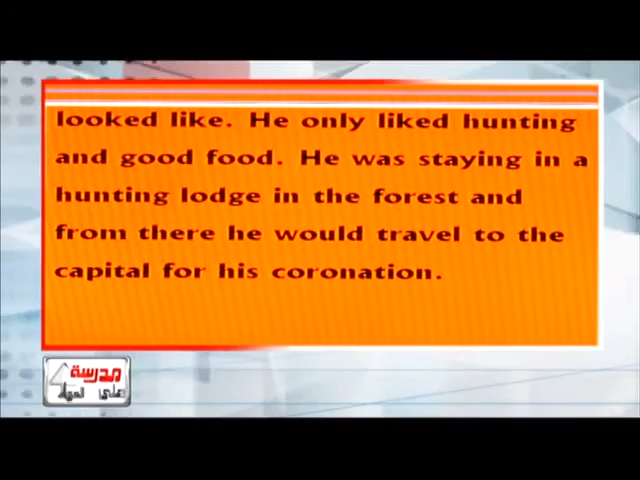 looked like. He only liked hunting
and good food. He was staying in a
hunting lodge in the forest and
from there he would travel to the
capital for his coronation.
مدرسة
على